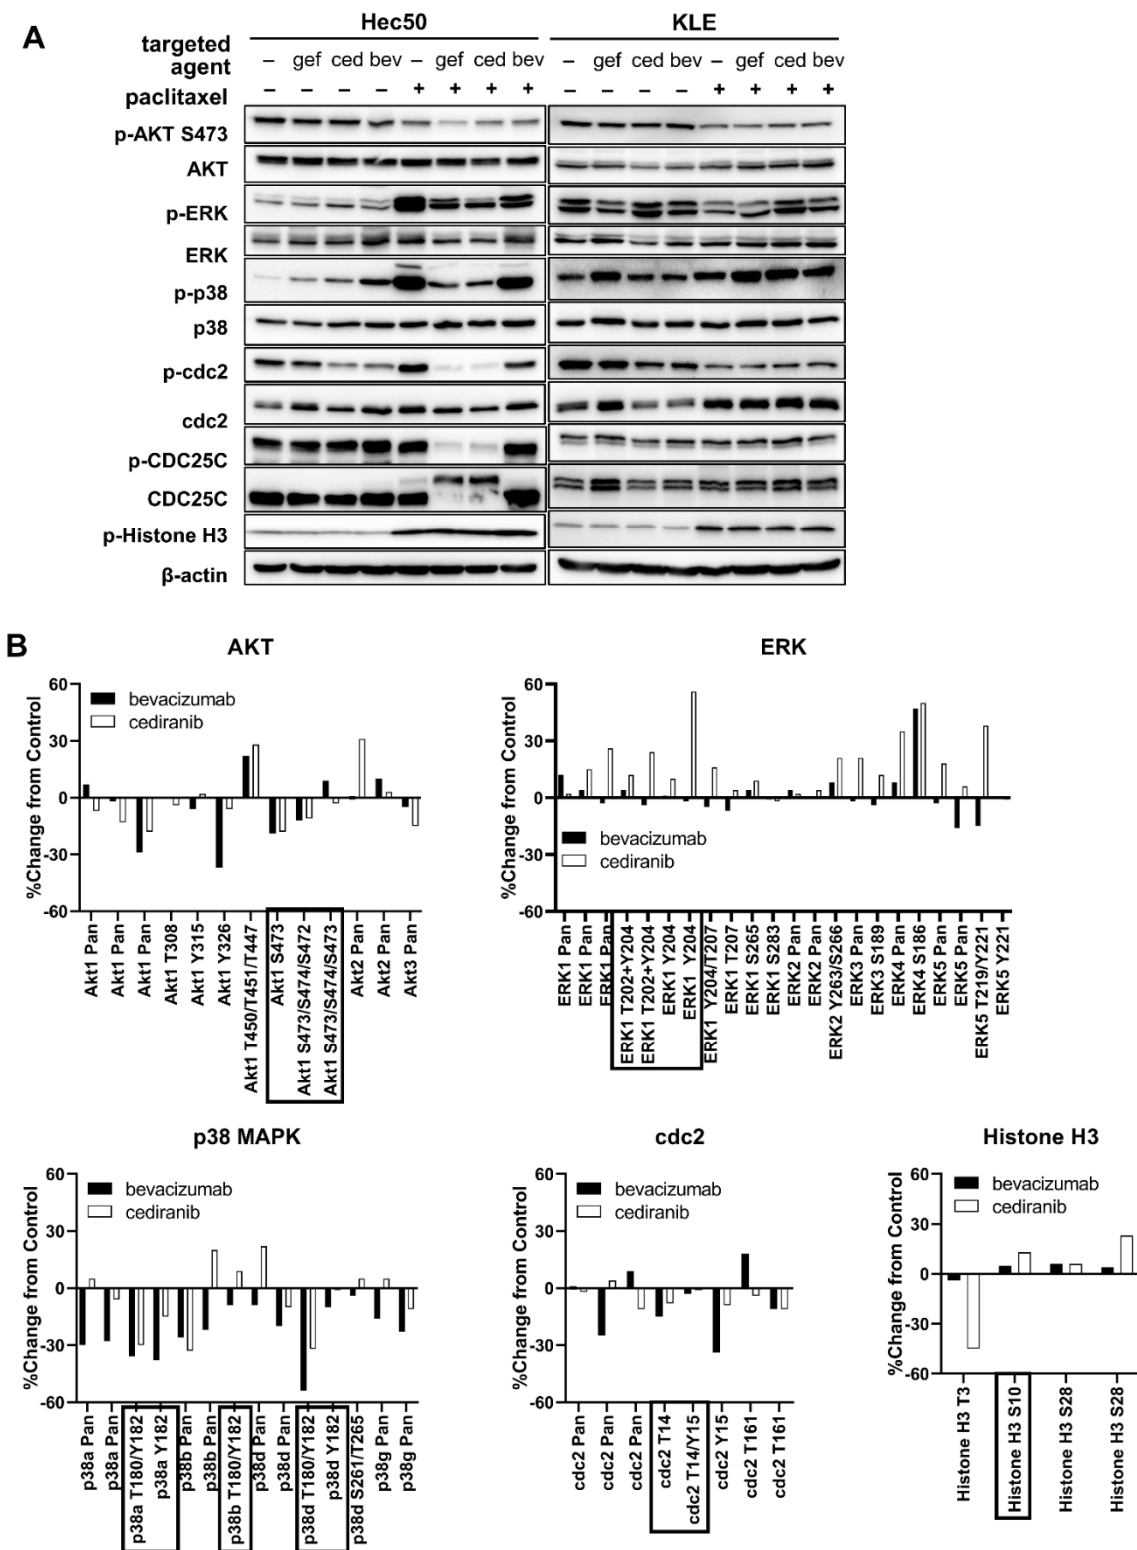 A
Hec50 KLE
targeted agent – gef ced bev – gef ced bev – gef ced bev – gef ced bev
paclitaxel – – – – + + + + – – – – + + + +
p-AKT S473
AKT
p-ERK
ERK
p-p38
p38
p-cdc2
cdc2
p-CDC25C
CDC25C
p-Histone H3
β-actin
B
AKT
%Change from Control
60
30
0
-30
-60
bevacizumab
cediranib
Akt1 Pan
Akt1 Pan
Akt1 Pan
Akt1 T308
Akt1 Y315
Akt1 Y326
Akt1 T450/T451/T447
Akt1 S473
Akt1 S473/S474/S472
Akt1 S473/S474/S473
Akt2 Pan
Akt2 Pan
Akt3 Pan
ERK
%Change from Control
60
30
0
-30
-60
bevacizumab
cediranib
ERK1 Pan
ERK1 Pan
ERK1 Pan
ERK1 T202+Y204
ERK1 T202+Y204
ERK1 Y204
ERK1 Y204
ERK1 Y204/T207
ERK1 T207
ERK1 S265
ERK1 S283
ERK2 Pan
ERK2 Pan
ERK2 Y263/S266
ERK3 Pan
ERK3 S189
ERK4 Pan
ERK4 S186
ERK5 Pan
ERK5 Pan
ERK5 T219/Y221
ERK5 Y221
p38 MAPK
%Change from Control
60
30
0
-30
-60
bevacizumab
cediranib
p38a Pan
p38a Pan
p38a T180/Y182
p38a Y182
p38b Pan
p38b Pan
p38b T180/Y182
p38d Pan
p38d Pan
p38d T180/Y182
p38d Y182
p38d S261/T265
p38g Pan
p38g Pan
cdc2
%Change from Control
60
30
0
-30
-60
bevacizumab
cediranib
cdc2 Pan
cdc2 Pan
cdc2 Pan
cdc2 T14
cdc2 T14/Y15
cdc2 Y15
cdc2 T161
cdc2 T161
Histone H3
%Change from Control
60
30
0
-30
-60
bevacizumab
cediranib
Histone H3 T3
Histone H3 S10
Histone H3 S28
Histone H3 S28